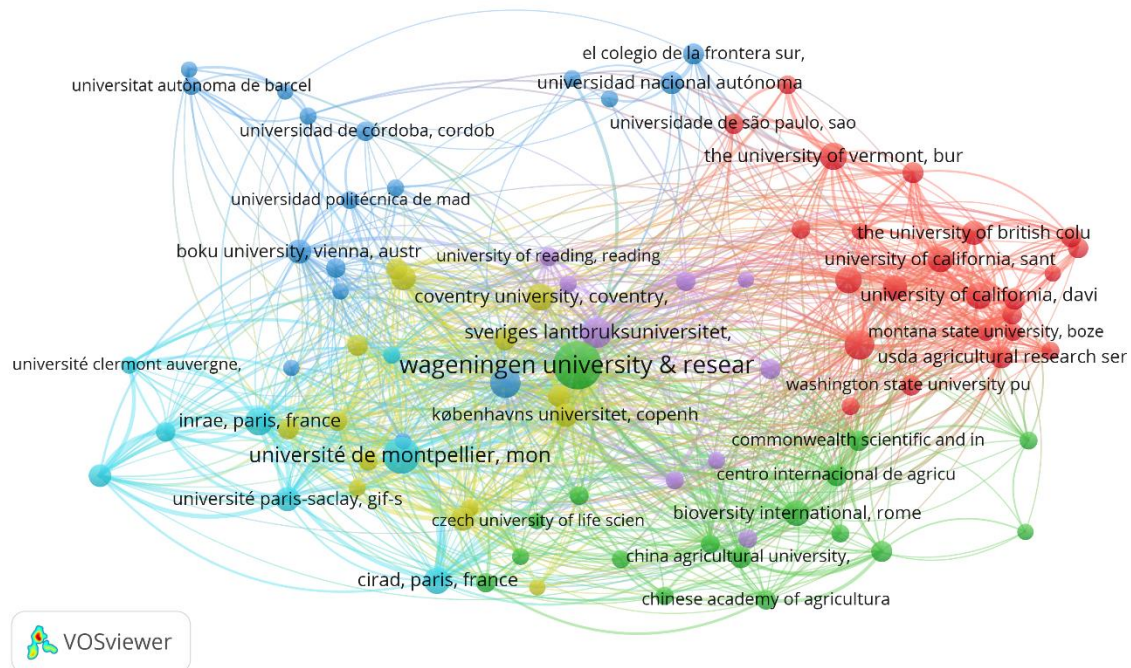 el colegio de la frontera sur,
universitat autònoma de barcel
universidad nacional autónoma
universidad de córdoba, cordob
universidade de são paulo, sao
the university of vermont, bur
universidad politécnica de mad
the university of british colu
boku university, vienna, austr
university of reading, reading
university of california, sant
coventry university, coventry,
university of california, davi
sveriges lantbruksuniversitet,
montana state university, boze
usda agricultural research ser
université clermont auvergne,
wageningen university & resear
washington state university pu
inrae, paris, france
københavns universitet, copenh
commonwealth scientific and in
université de montpellier, mon
centro internacional de agricu
université paris-saclay, gif-s
czech university of life scien
bioversity international, rome
china agricultural university,
cirad, paris, france
chinese academy of agricultura
VOSviewer